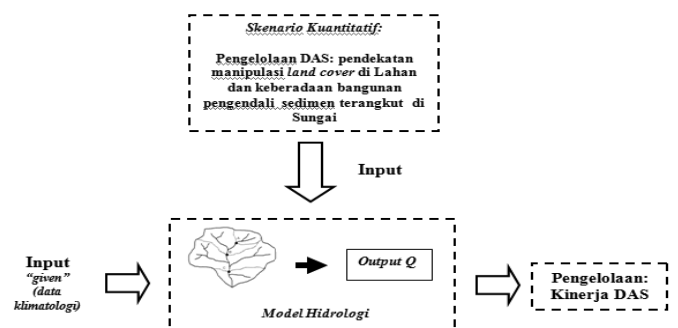 Skenario Kuantitatif:
Pengelolaan DAS: pendekatan
manipulasi land cover di Lahan
dan keberadaan bangunan
pengendali sedimen terangkut di
Sungai
Input
Input
“given”
(data
klimatologi)
Output Q
Model Hidrologi
Pengelolaan:
Kinerja DAS